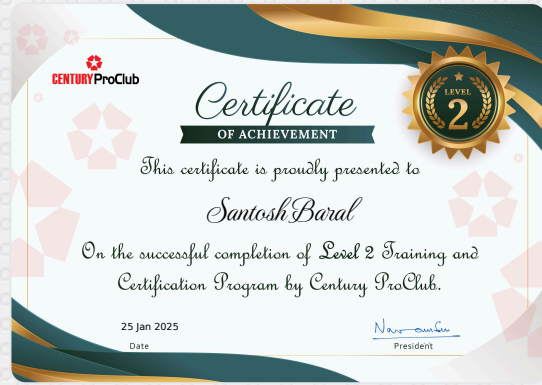 CENTURY ProClub
Certificate
OF ACHIEVEMENT
LEVEL
2
This certificate is proudly presented to
Santosh Baral
On the successful completion of Level 2 Training and
Certification Program by Century ProClub.
25 Jan 2025
Date
President